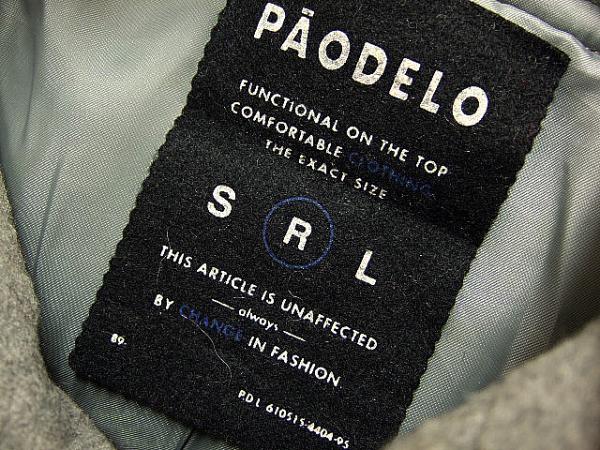 PĀODELO
FUNCTIONAL ON THE TOP
COMFORTABLE CLOTHING
THE EXACT SIZE
S R L
THIS ARTICLE IS UNAFFECTED
always
BY CHANGE IN FASHION
89
PDL 610515-4404-95